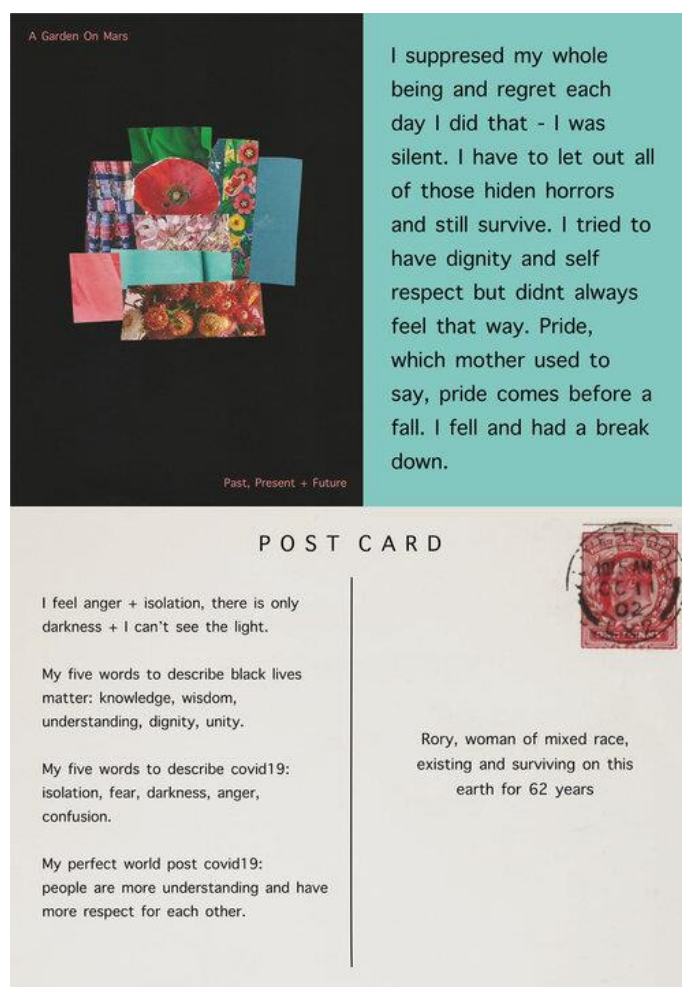 A Garden On Mars
Past, Present + Future
I suppresed my whole
being and regret each
day I did that - I was
silent. I have to let out all
of those hiden horrors
and still survive. I tried to
have dignity and self
respect but didnt always
feel that way. Pride,
which mother used to
say, pride comes before a
fall. I fell and had a break
down.
POST CARD
I feel anger + isolation, there is only
darkness + I can't see the light.
My five words to describe black lives
matter: knowledge, wisdom,
understanding, dignity, unity.
My five words to describe covid19:
isolation, fear, darkness, anger,
confusion.
My perfect world post covid19:
people are more understanding and have
more respect for each other.
02
Rory, woman of mixed race,
existing and surviving on this
earth for 62 years